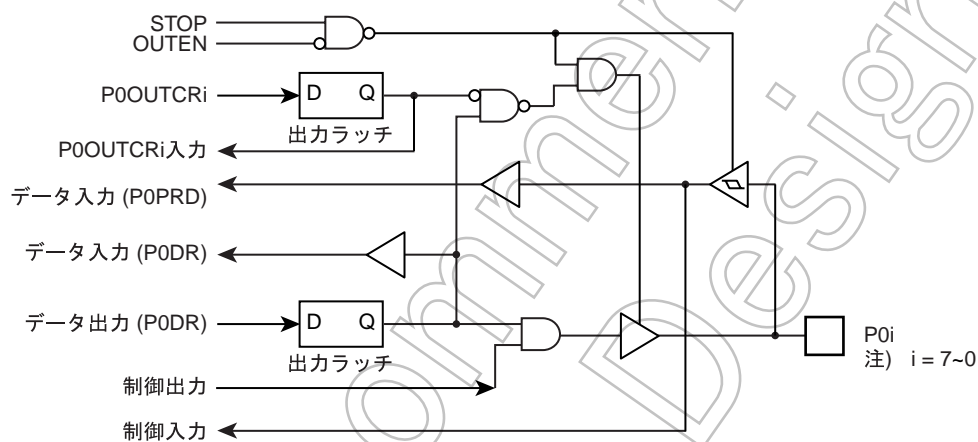 STOP
OUTEN
P0OUTCRi
D Q
出力ラッチ
P0OUTCRi入力
データ入力 (P0PRD)
データ入力 (P0DR)
データ出力 (P0DR)
D Q
出力ラッチ
P0i
注) i = 7~0
制御出力
制御入力